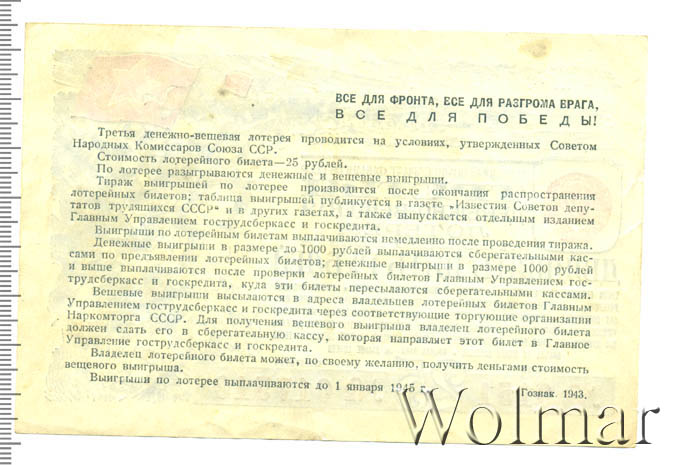 ВСЕ ДЛЯ ФРОНТА, ВСЕ ДЛЯ РАЗГРОМА ВРАГА,
ВСЕ ДЛЯ ПОБЕДЫ!
Третья денежно-вещевая лотерея проводится на условиях, утвержденных Советом
Народных Комиссаров Союза ССР.
Стоимость лотерейного билета—25 рублей.
По лотерее разыгрываются денежные и вещевые выигрыши.
Тираж выигрышей по лотерее производится после окончания распространения
лотерейных билетов; таблица выигрышей публикуется в газете „Известия Советов депу-
татов трудящихся СССР“ и в других газетах, а также выпускается отдельным изданием
Главным Управлением гострудсберкасс и госкредита.
Выигрыши по лотерейным билетам выплачиваются немедленно после проведения тиража.
Денежные выигрыши в размере до 1000 рублей выплачиваются сберегательными кас-
сами по предъявлении лотерейных билетов; денежные выигрыши в размере 1000 рублей
и выше выплачиваются после проверки лотерейных билетов Главным Управлением гос-
трудсберкасс и госкредита, куда эти билеты пересылаются сберегательными кассами.
Вещевые выигрыши высылаются в адреса владельцев лотерейных билетов Главным
Управлением гострудсберкасс и госкредита через соответствующие торгующие организации
Наркомторга СССР. Для получения вещевого выигрыша владелец лотерейного билета
должен сдать его в сберегательную кассу, которая направляет этот билет в Главное
Управление гострудсберкасс и госкредита.
Владелец лотерейного билета может, по своему желанию, получить деньгами стоимость
вещевого выигрыша.
Выигрыши по лотерее выплачиваются до 1 января 1945 г.
Гознак. 1943.
Wolmar